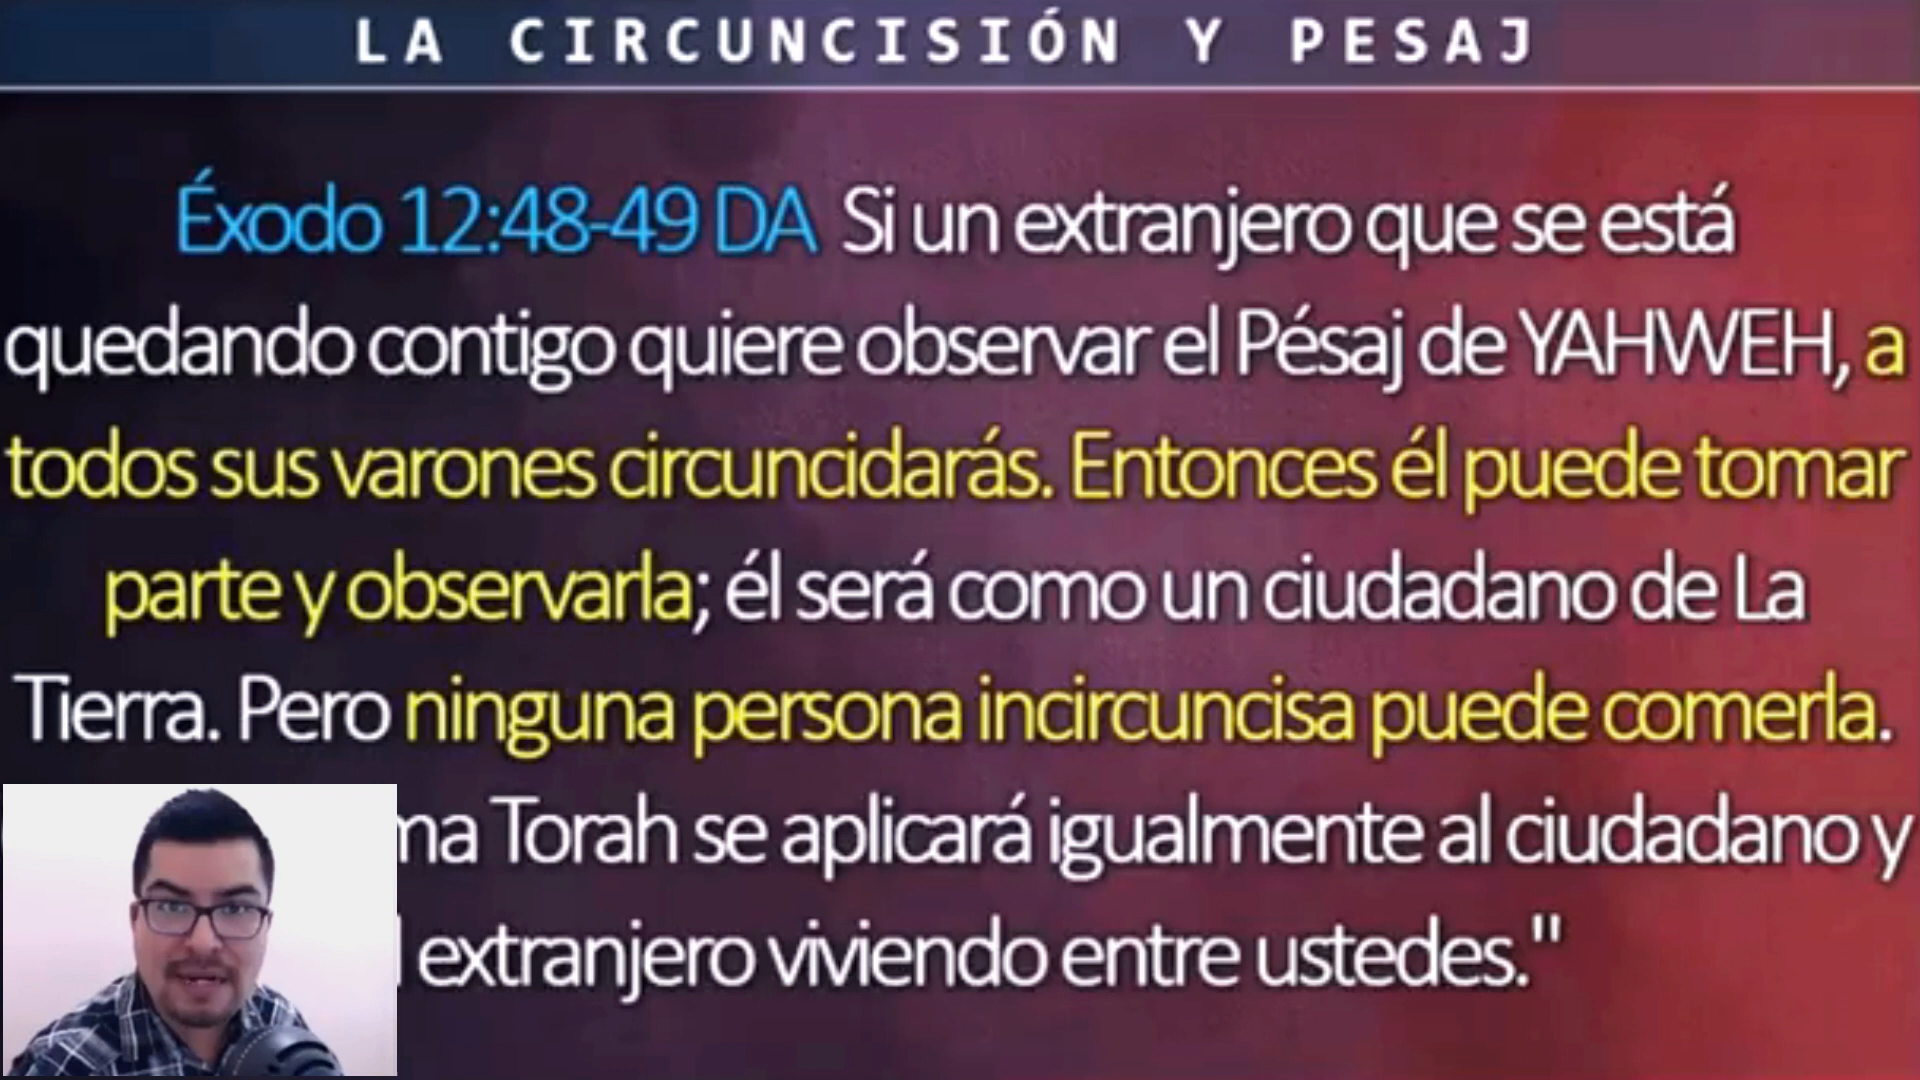 LA CIRCUNCISIÓN Y PESAJ
Éxodo 12:48-49 DA Si un extranjero que se está
quedando contigo quiere observar el Pésaj de YAHWEH, a
todos sus varones circuncidarás. Entonces él puede tomar
parte y observarla; él será como un ciudadano de La
Tierra. Pero ninguna persona incircuncisa puede comerla.
Torah se aplicará igualmente al ciudadano y
extranjero viviendo entre ustedes."